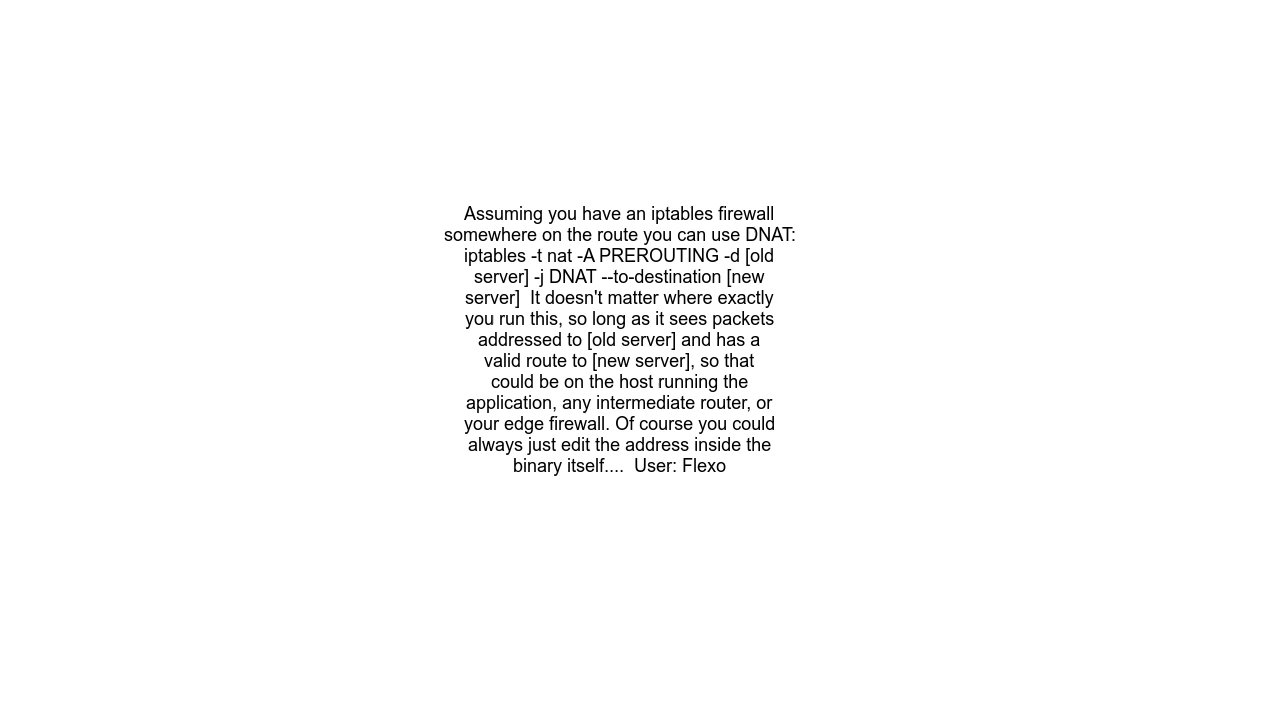 Assuming you have an iptables firewall
somewhere on the route you can use DNAT:
iptables -t nat -A PREROUTING -d [old
server] -j DNAT --to-destination [new
server]  It doesn't matter where exactly
you run this, so long as it sees packets
addressed to [old server] and has a
valid route to [new server], so that
could be on the host running the
application, any intermediate router, or
your edge firewall. Of course you could
always just edit the address inside the
binary itself....  User: Flexo